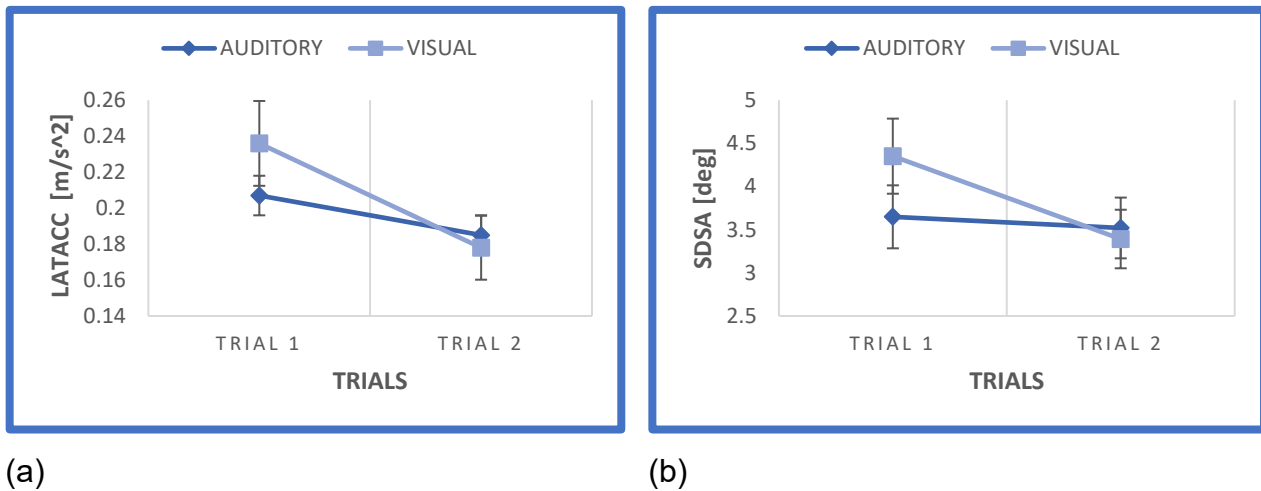 AUDITORY VISUAL
LATACC [m/s^2]
0.26
0.24
0.22
0.2
0.18
0.16
0.14
TRIAL 1 TRIAL 2
TRIALS
(a)
AUDITORY VISUAL
SDSA [deg]
5
4.5
4
3.5
3
2.5
TRIAL 1 TRIAL 2
TRIALS
(b)